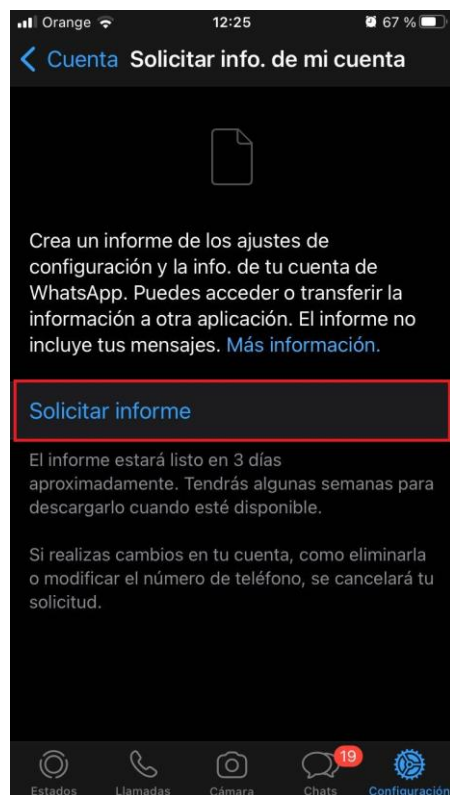 Orange 12:25 67 %
Cuenta Solicitar info. de mi cuenta
Crea un informe de los ajustes de
configuración y la info. de tu cuenta de
WhatsApp. Puedes acceder o transferir la
información a otra aplicación. El informe no
incluye tus mensajes. Más información.
Solicitar informe
El informe estará listo en 3 días
aproximadamente. Tendrás algunas semanas para
descargarlo cuando esté disponible.
Si realizas cambios en tu cuenta, como eliminarla
o modificar el número de teléfono, se cancelará tu
solicitud.
19
Estados Llamadas Cámara Chats Configuración